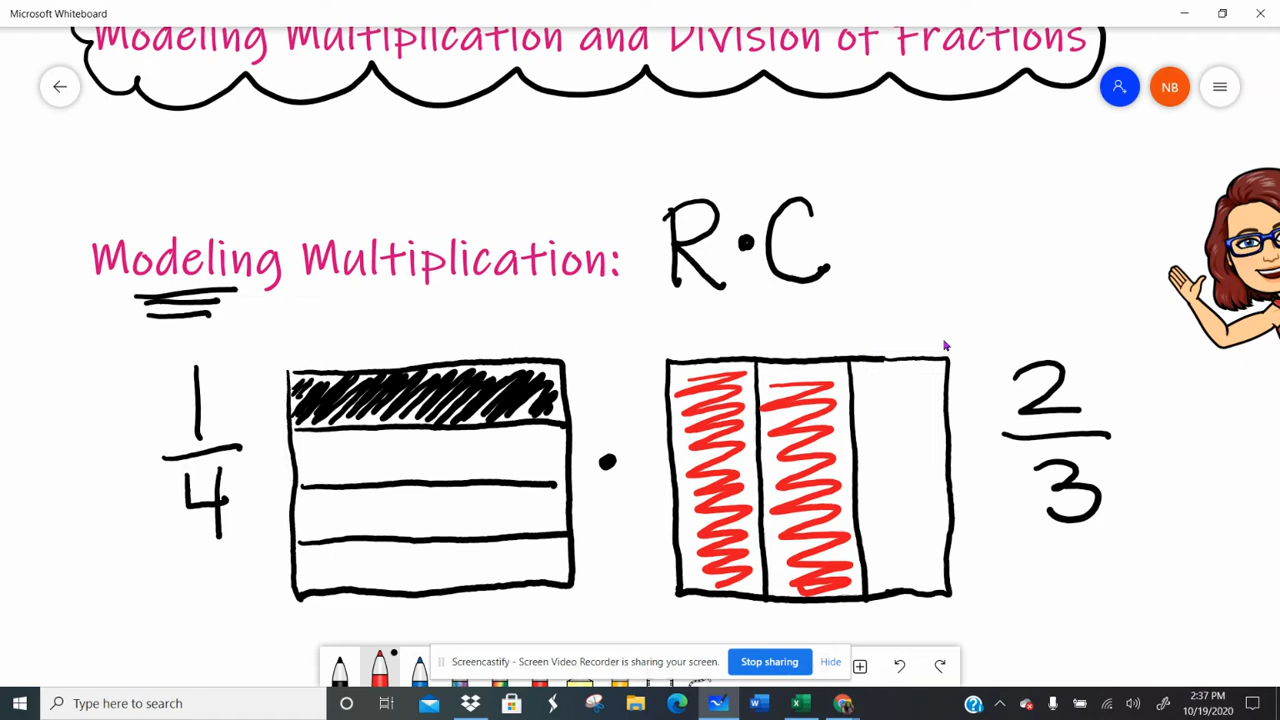 Microsoft Whiteboard
Modeling Multiplication and Division of Fractions
NB
R·C
Modeling Multiplication:
1
4
·
2
3
Screencastify - Screen Video Recorder is sharing your screen.
Stop sharing
Hide
Type here to search
2:37 PM
10/19/2020